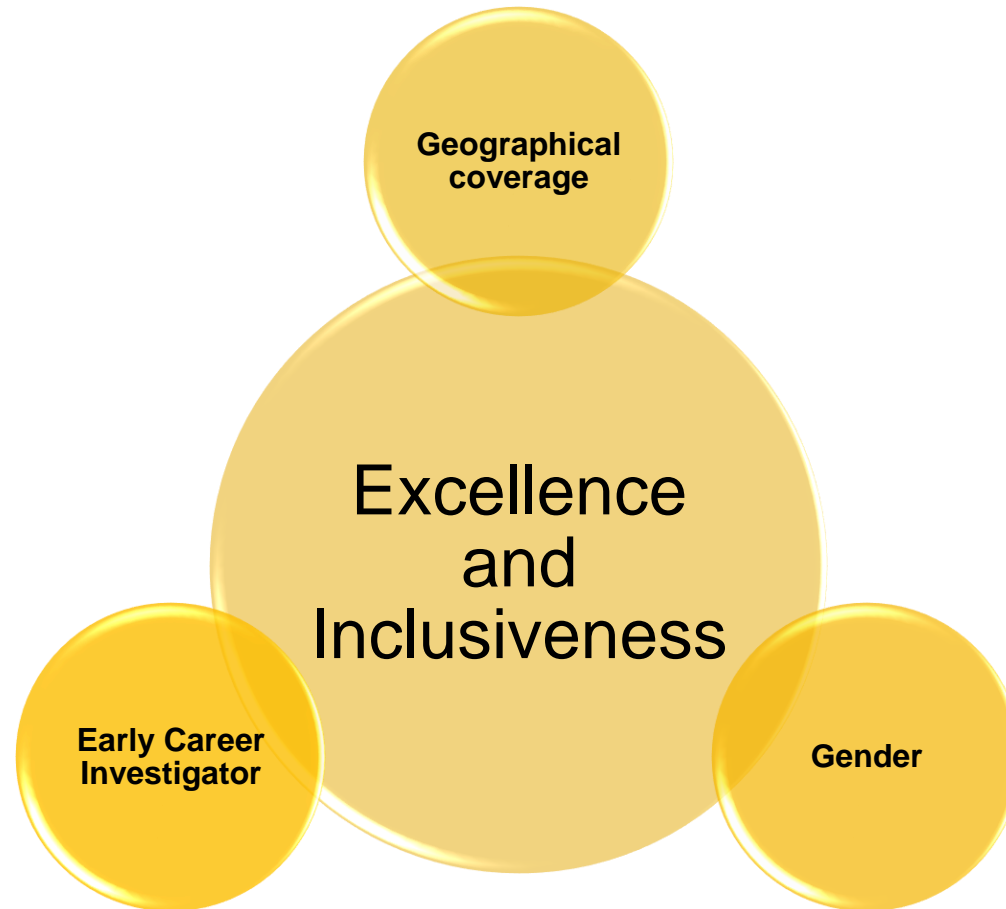 Geographical
coverage
Excellence
and
Inclusiveness
Early Career
Investigator
Gender